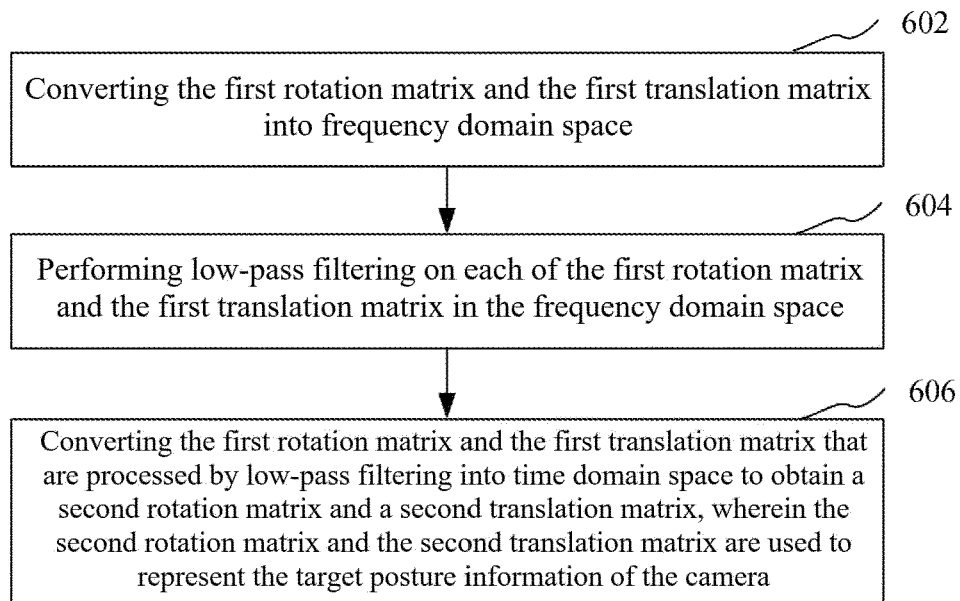 602
Converting the first rotation matrix and the first translation matrix
into frequency domain space
604
Performing low-pass filtering on each of the first rotation matrix
and the first translation matrix in the frequency domain space
606
Converting the first rotation matrix and the first translation matrix that
are processed by low-pass filtering into time domain space to obtain a
second rotation matrix and a second translation matrix, wherein the
second rotation matrix and the second translation matrix are used to
represent the target posture information of the camera